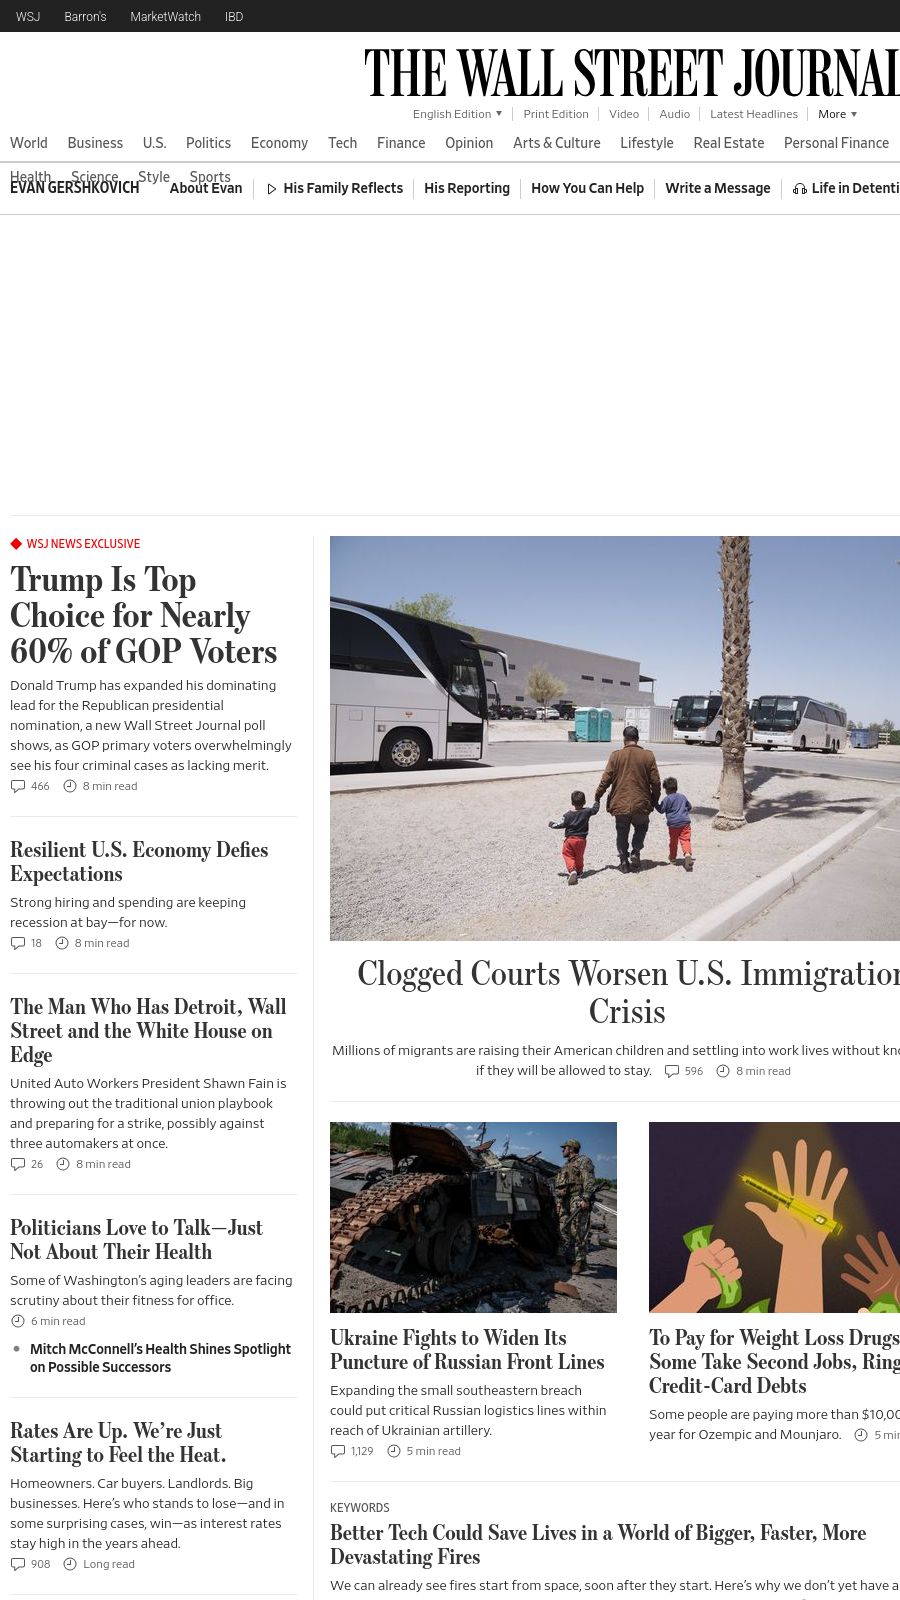 WSJ Barron's MarketWatch IBD
THE WALL STREET JOURNAL
English Edition Print Edition Video Audio Latest Headlines More
World Business U.S. Politics Economy Tech Finance Opinion Arts & Culture Lifestyle Real Estate Personal Finance
Health Science Style Sports
EVAN GERSHKOVICH About Evan His Family Reflects His Reporting How You Can Help Write a Message Life in Detenti
WSJ NEWS EXCLUSIVE
Trump Is Top
Choice for Nearly
60% of GOP Voters
Donald Trump has expanded his dominating
lead for the Republican presidential
nomination, a new Wall Street Journal poll
shows, as GOP primary voters overwhelmingly
see his four criminal cases as lacking merit.
466 8 min read
Resilient U.S. Economy Defies
Expectations
Strong hiring and spending are keeping
recession at bay—for now.
18 8 min read
The Man Who Has Detroit, Wall
Street and the White House on
Edge
United Auto Workers President Shawn Fain is
throwing out the traditional union playbook
and preparing for a strike, possibly against
three automakers at once.
26 8 min read
Politicians Love to Talk—Just
Not About Their Health
Some of Washington’s aging leaders are facing
scrutiny about their fitness for office.
6 min read
Mitch McConnell’s Health Shines Spotlight
on Possible Successors
Rates Are Up. We’re Just
Starting to Feel the Heat.
Homeowners. Car buyers. Landlords. Big
businesses. Here’s who stands to lose—and in
some surprising cases, win—as interest rates
stay high in the years ahead.
908 Long read
Clogged Courts Worsen U.S. Immigration
Crisis
Millions of migrants are raising their American children and settling into work lives without kno
if they will be allowed to stay. 596 8 min read
Ukraine Fights to Widen Its
Puncture of Russian Front Lines
Expanding the small southeastern breach
could put critical Russian logistics lines within
reach of Ukrainian artillery.
1,129 5 min read
To Pay for Weight Loss Drugs
Some Take Second Jobs, Ring
Credit-Card Debts
Some people are paying more than $10,00
year for Ozempic and Mounjaro. 5 min
KEYWORDS
Better Tech Could Save Lives in a World of Bigger, Faster, More
Devastating Fires
We can already see fires start from space, soon after they start. Here’s why we don’t yet have a